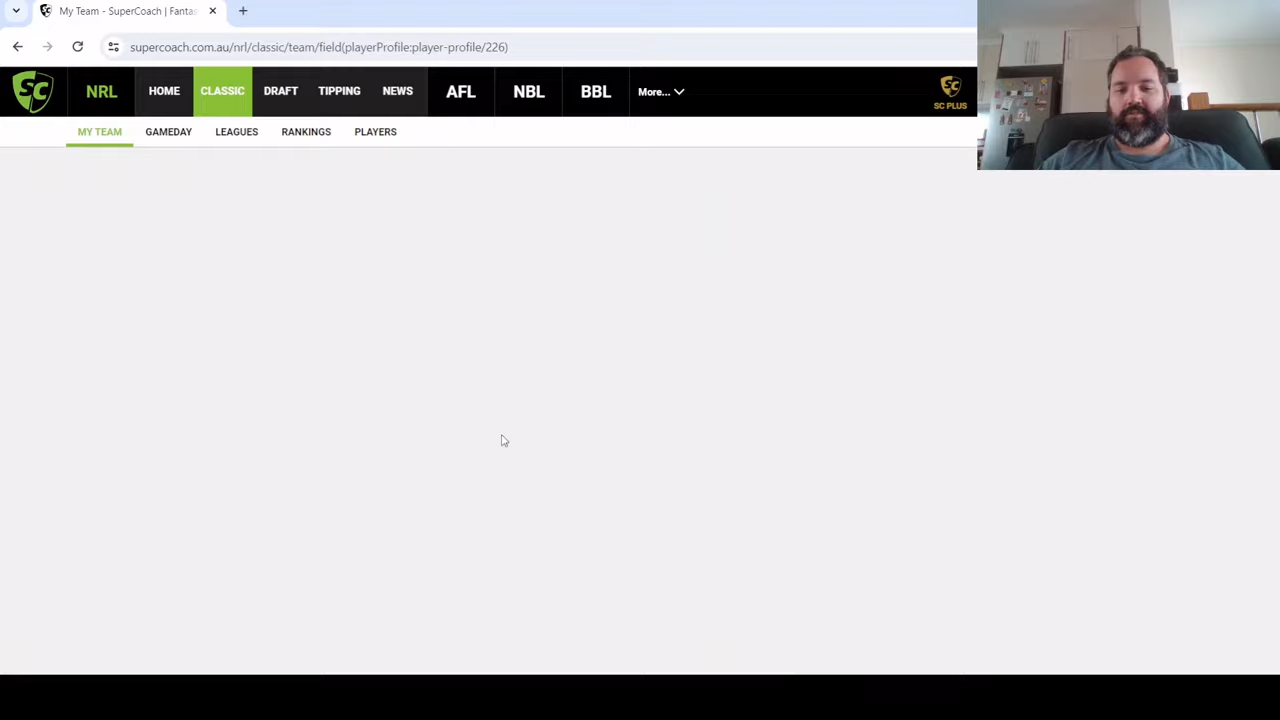 My Team - SuperCoach | Fantas
supercoach.com.au/nrl/classic/team/field(playerProfile:player-profile/226)
SC
NRL
HOME
CLASSIC
DRAFT
TIPPING
NEWS
AFL
NBL
BBL
More...
SC PLUS
MY TEAM
GAMEDAY
LEAGUES
RANKINGS
PLAYERS